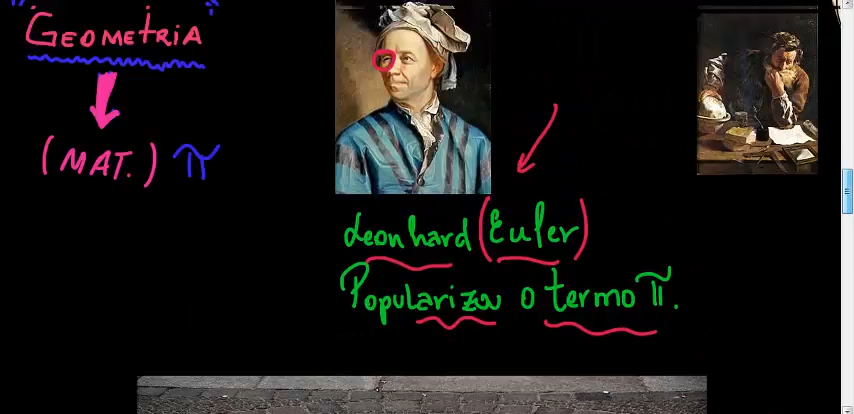 "GEOMETRIA"
(MAT.) π
Leonhard (Euler)
Popularizou o termo π.